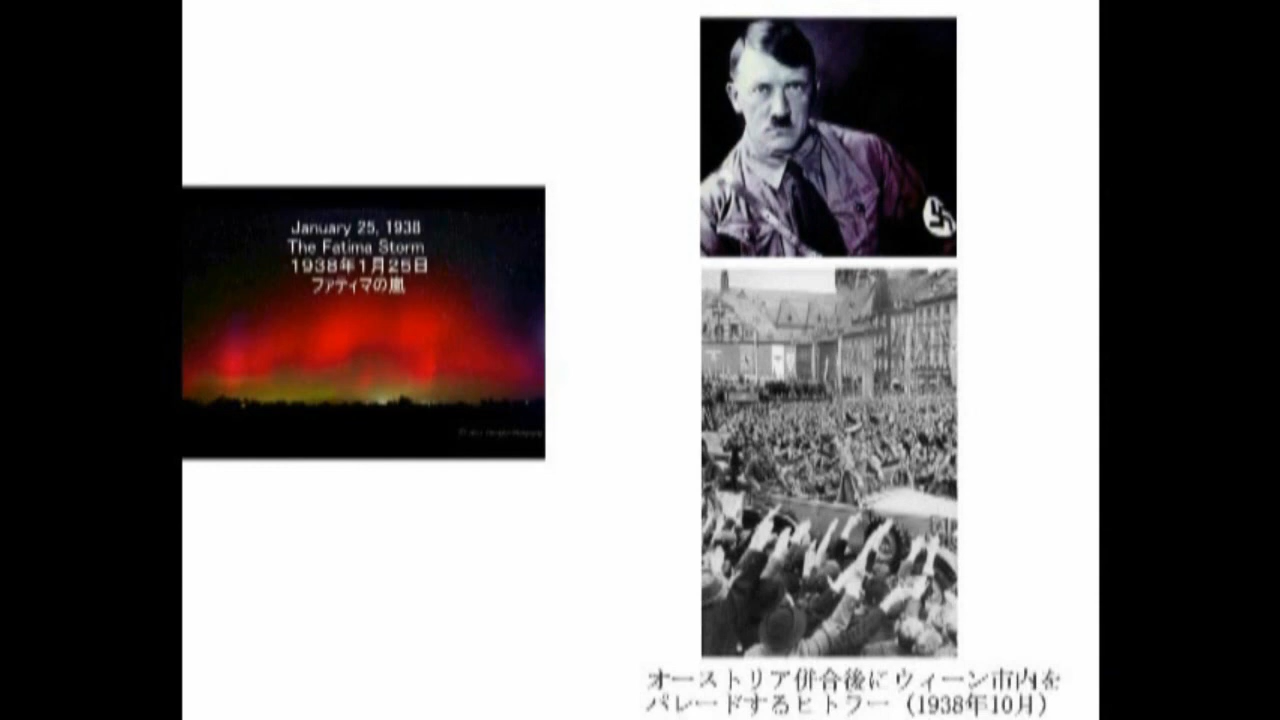 January 25, 1938
The Fatima Storm
1938年1月25日
ファティマの嵐
オーストリア併合後にウィーン市内を
パレードするヒトラー（1938年10月）